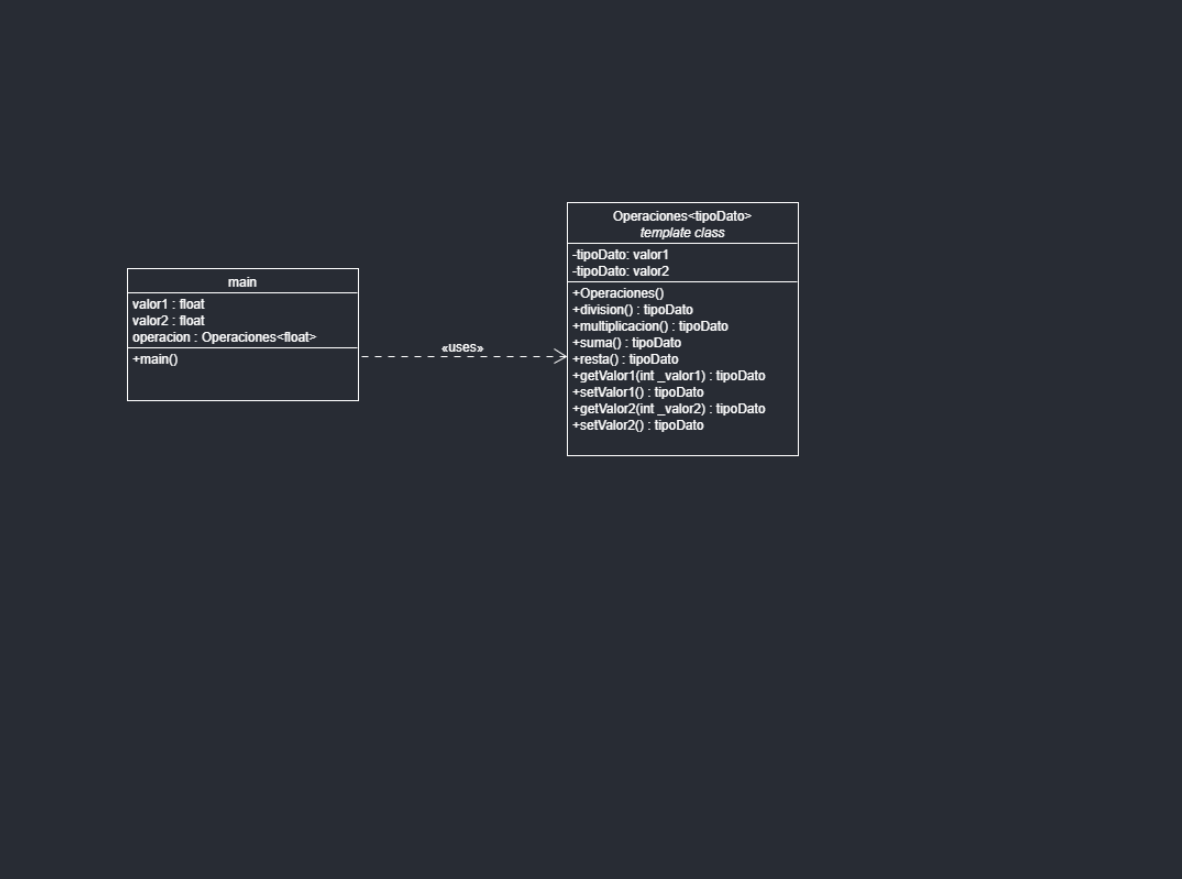 main
valor1 : float
valor2 : float
operacion : Operaciones<float>
+main()
«uses»
Operaciones<tipoDato>
template class
-tipoDato: valor1
-tipoDato: valor2
+Operaciones()
+division() : tipoDato
+multiplicacion() : tipoDato
+suma() : tipoDato
+resta() : tipoDato
+getValor1(int _valor1) : tipoDato
+setValor1() : tipoDato
+getValor2(int _valor2) : tipoDato
+setValor2() : tipoDato